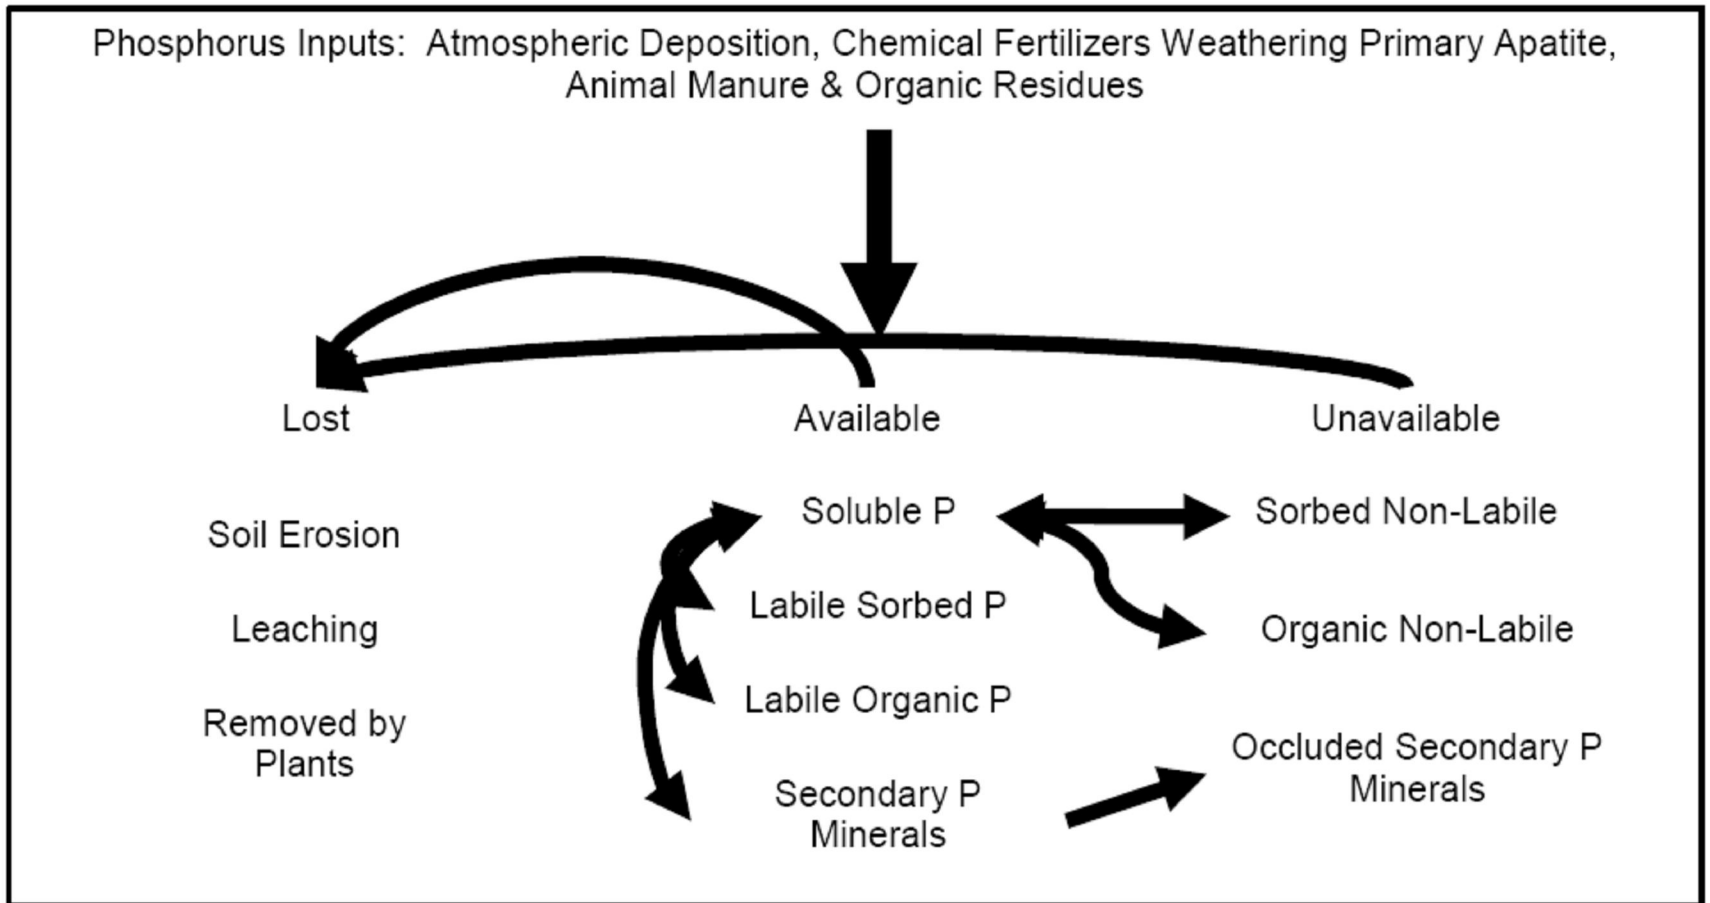 Phosphorus Inputs:  Atmospheric Deposition, Chemical Fertilizers Weathering Primary Apatite,
Animal Manure & Organic Residues
Lost
Available
Unavailable
Soil Erosion
Leaching
Removed by
Plants
Soluble P
Labile Sorbed P
Labile Organic P
Secondary P
Minerals
Sorbed Non-Labile
Organic Non-Labile
Occluded Secondary P
Minerals